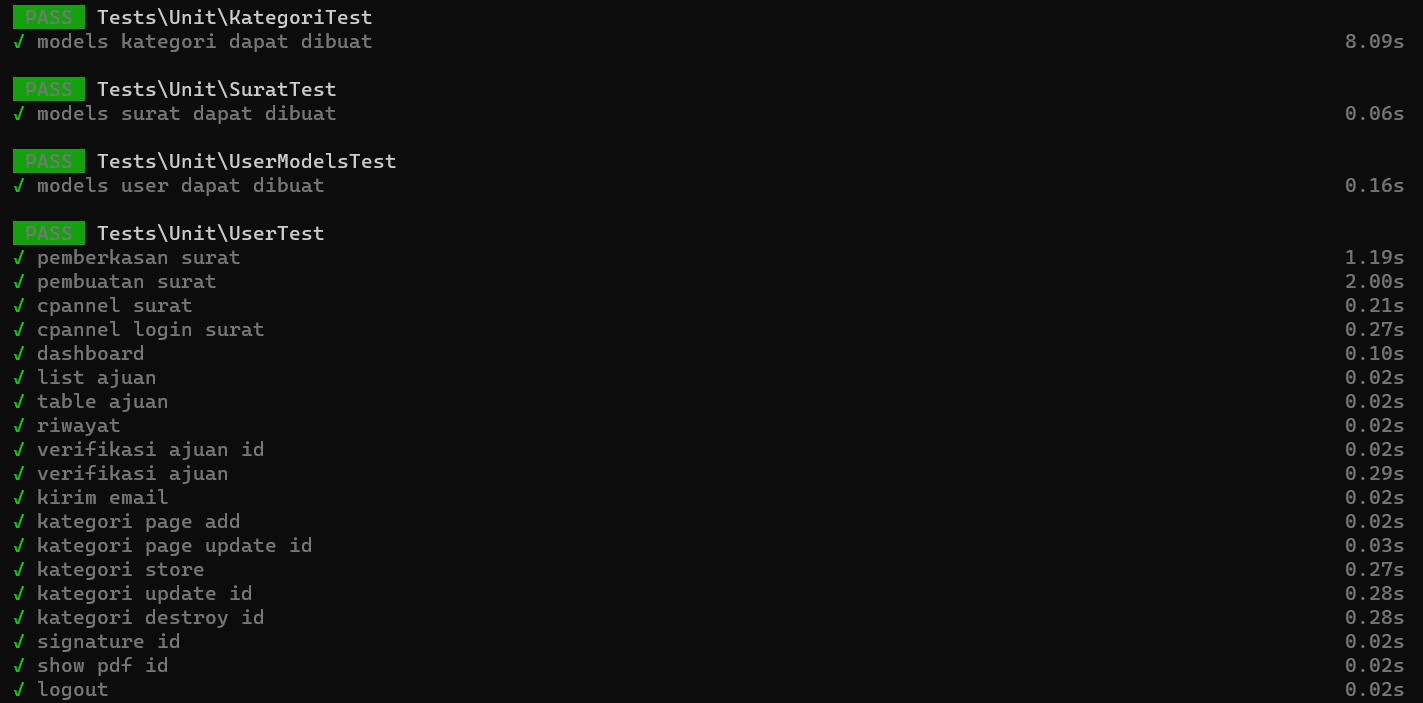 PASS Tests\Unit\KategoriTest
✓ models kategori dapat dibuat 8.09s
PASS Tests\Unit\SuratTest
✓ models surat dapat dibuat 0.06s
PASS Tests\Unit\UserModelsTest
✓ models user dapat dibuat 0.16s
PASS Tests\Unit\UserTest
✓ pemberkasan surat 1.19s
✓ pembuatan surat 2.00s
✓ cpannel surat 0.21s
✓ cpannel login surat 0.27s
✓ dashboard 0.10s
✓ list ajuan 0.02s
✓ table ajuan 0.02s
✓ riwayat 0.02s
✓ verifikasi ajuan id 0.02s
✓ verifikasi ajuan 0.29s
✓ kirim email 0.02s
✓ kategori page add 0.02s
✓ kategori page update id 0.03s
✓ kategori store 0.27s
✓ kategori update id 0.28s
✓ kategori destroy id 0.28s
✓ signature id 0.02s
✓ show pdf id 0.02s
✓ logout 0.02s